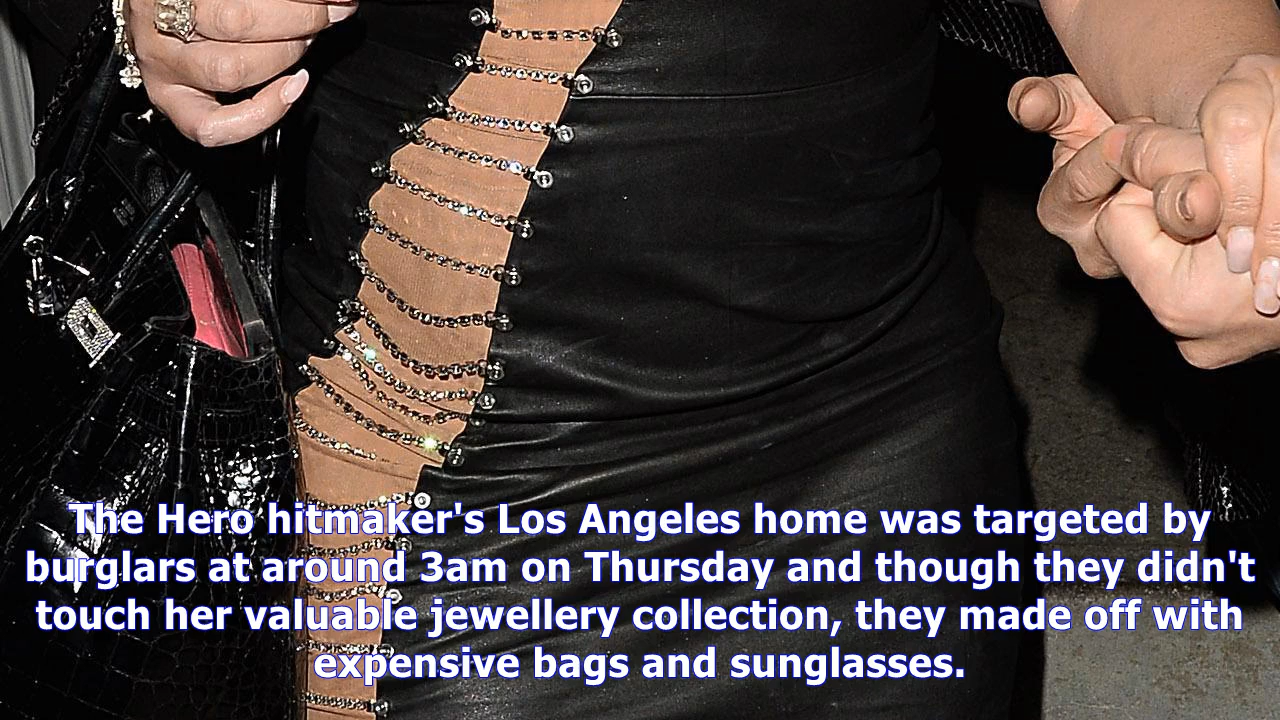 The Hero hitmaker's Los Angeles home was targeted by
burglars at around 3am on Thursday and though they didn't
touch her valuable jewellery collection, they made off with
expensive bags and sunglasses.